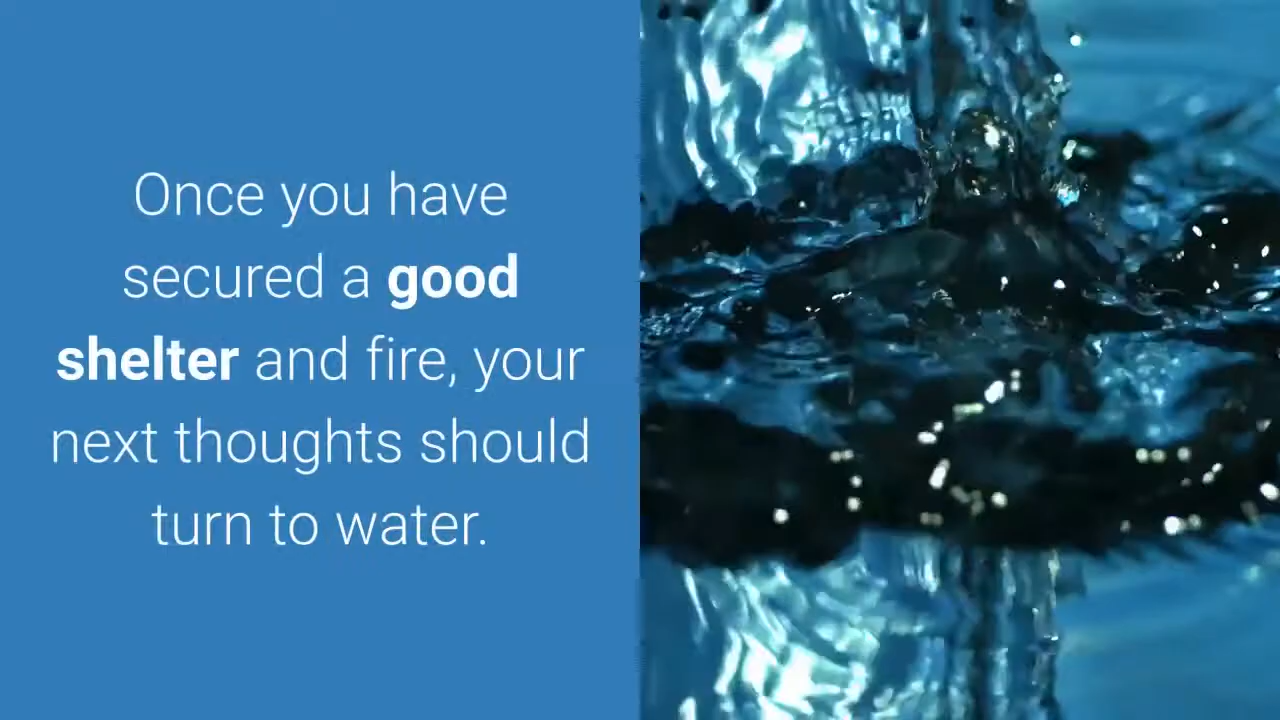 Once you have
secured a good
shelter and fire, your
next thoughts should
turn to water.